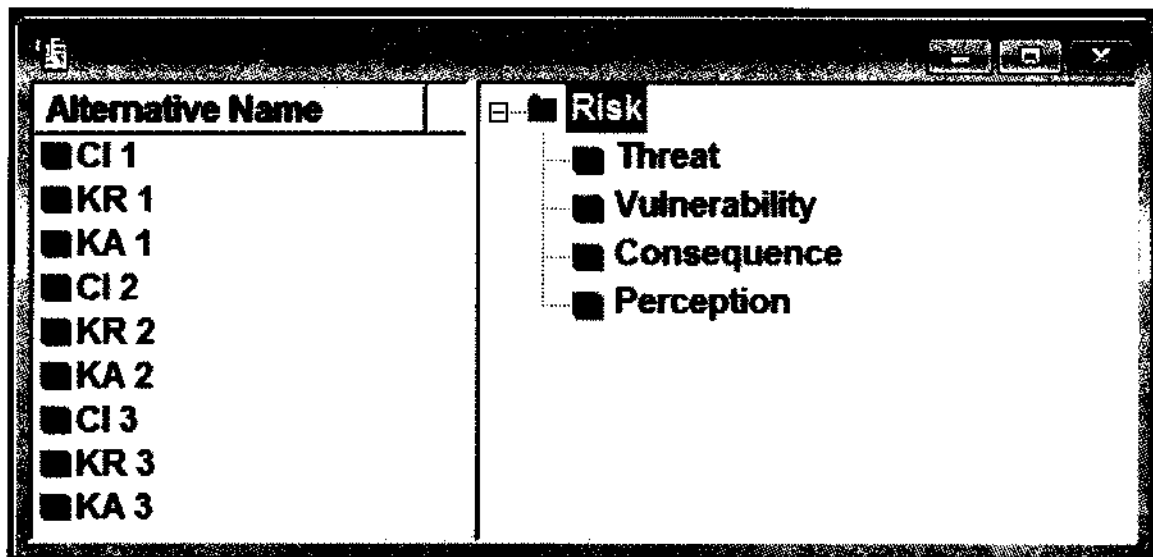 Alternative Name
CI 1
KR 1
KA 1
CI 2
KR 2
KA 2
CI 3
KR 3
KA 3
Risk
Threat
Vulnerability
Consequence
Perception